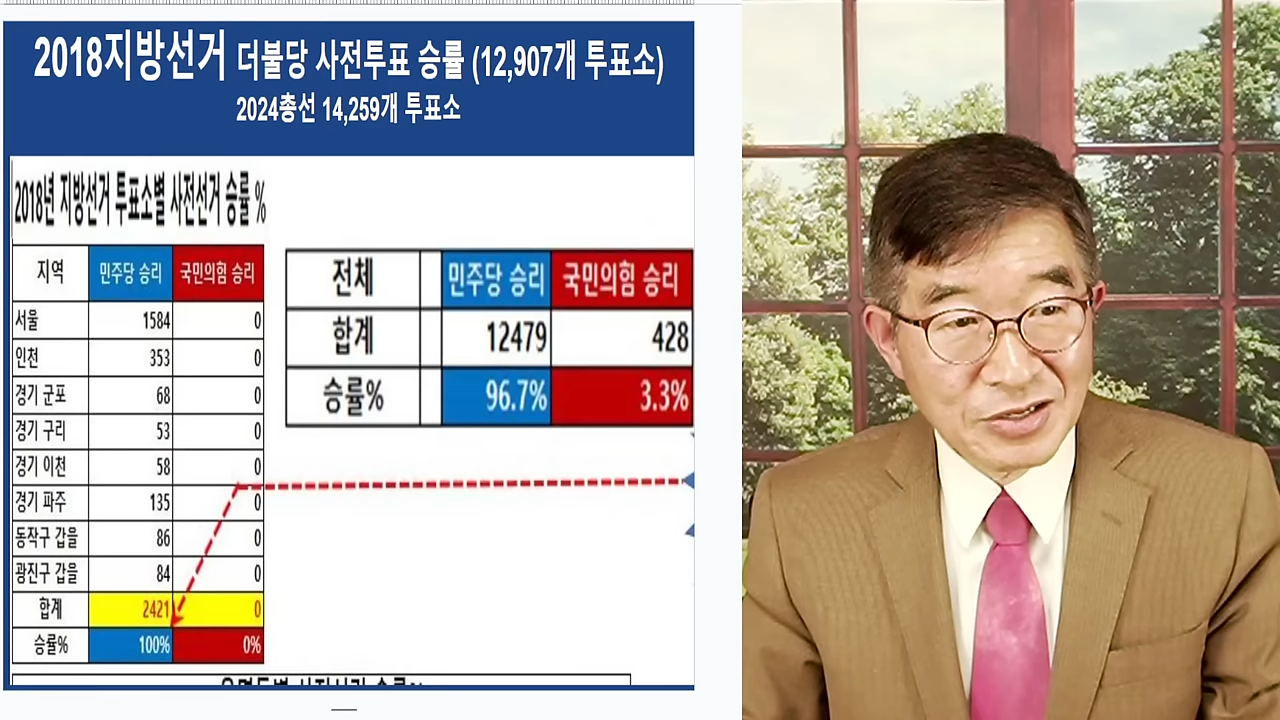 2018지방선거 더불당 사전투표 승률 (12,907개 투표소)
2024총선 14,259개 투표소
2018년 지방선거 투표소별 사전선거 승률 %
지역 민주당 승리 국민의힘 승리
서울 1584 0
인천 353 0
경기 군포 68 0
경기 구리 53 0
경기 이천 58 0
경기 파주 135 0
동작구 갑을 86 0
광진구 갑을 84 0
합계 2421 0
승률% 100% 0%
전체 민주당 승리 국민의힘 승리
합계 12479 428
승률% 96.7% 3.3%